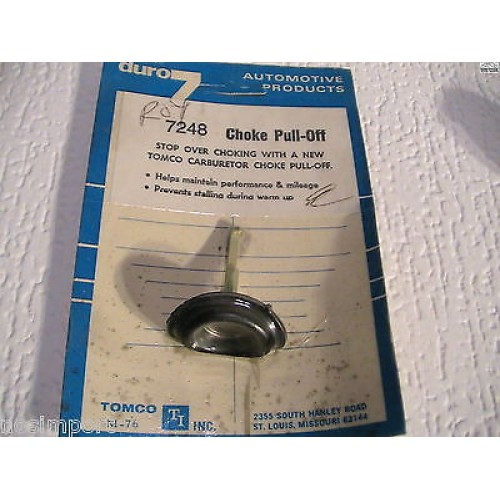 duro 7
AUTOMOTIVE
PRODUCTS
7248 Choke Pull-Off
STOP OVER CHOKING WITH A NEW
TOMCO CARBURETOR CHOKE PULL-OFF.
• Helps maintain performance & mileage
• Prevents stalling during warm up
TOMCO TI INC.
2355 SOUTH HANLEY ROAD
ST. LOUIS, MISSOURI 63144